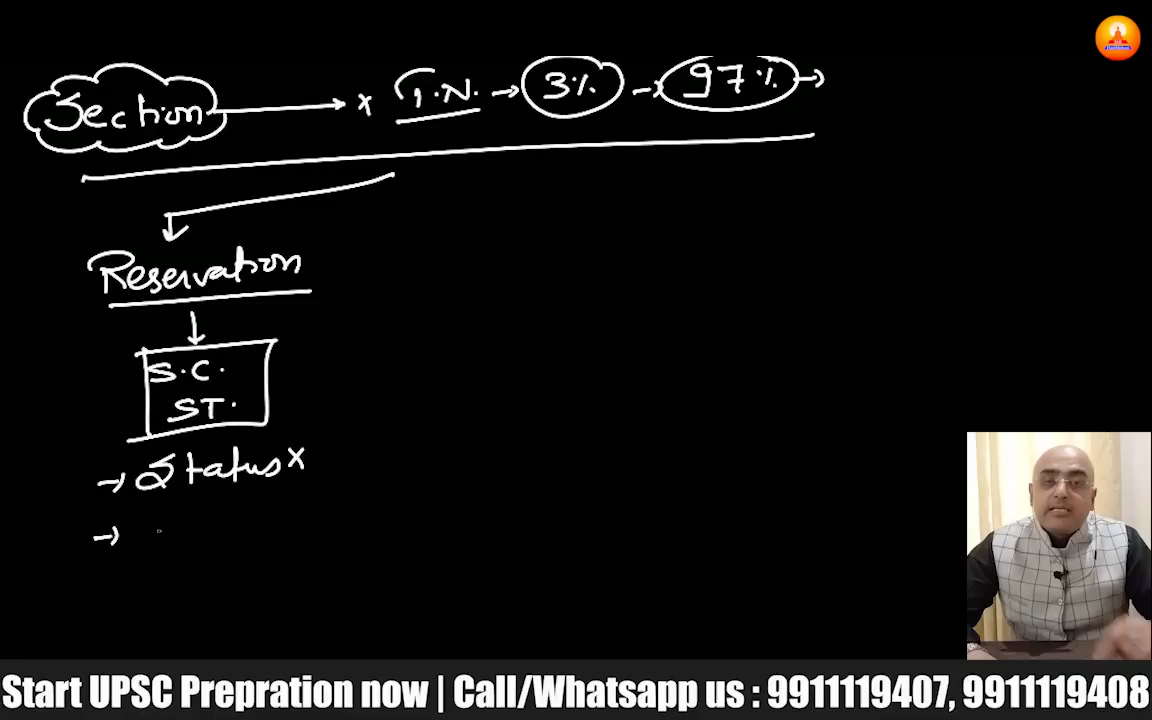 Section → x T.N. → 3% → 97% →
Reservation
S.C.
ST.
→ Status x
→
Start UPSC Prepration now | Call/Whatsapp us : 9911119407, 9911119408